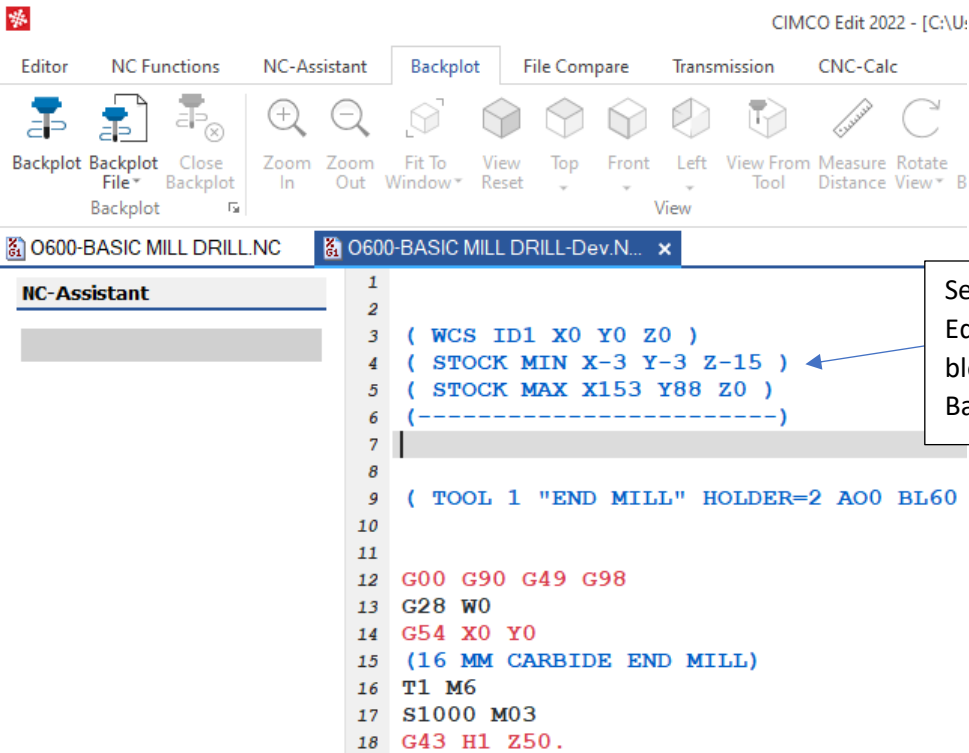 CIMCO Edit 2022 - [C:\Us
Editor NC Functions NC-Assistant Backplot File Compare Transmission CNC-Calc
Backplot Backplot File Close Backplot Zoom In Zoom Out Fit To Window View Reset Top Front Left View From Tool Measure Distance Rotate View B
Backplot View
O600-BASIC MILL DRILL.NC O600-BASIC MILL DRILL-Dev.N... ×
NC-Assistant
1
2
3 ( WCS ID1 X0 Y0 Z0 )
4 ( STOCK MIN X-3 Y-3 Z-15 )
5 ( STOCK MAX X153 Y88 Z0 )
6 (------------------------)
7
8
9 ( TOOL 1 "END MILL" HOLDER=2 AO0 BL60
10
11
12 G00 G90 G49 G98
13 G28 W0
14 G54 X0 Y0
15 (16 MM CARBIDE END MILL)
16 T1 M6
17 S1000 M03
18 G43 H1 Z50.